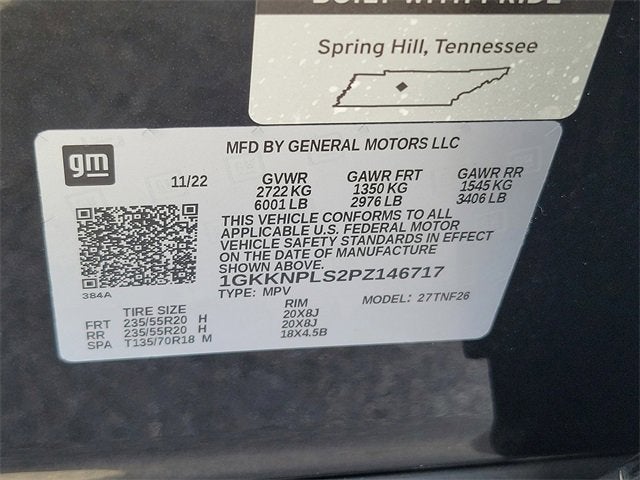 BUILT WITH PRIDE
Spring Hill, Tennessee
gm
MFD BY GENERAL MOTORS LLC
11/22 GVWR GAWR FRT GAWR RR
2722 KG 1350 KG 1545 KG
6001 LB 2976 LB 3406 LB
THIS VEHICLE CONFORMS TO ALL
APPLICABLE U.S. FEDERAL MOTOR
VEHICLE SAFETY STANDARDS IN EFFECT
ON THE DATE OF MANUFACTURE
SHOWN ABOVE.
1GKKNPLS2PZ146717
TYPE: MPV MODEL: 27TNF26
384A
TIRE SIZE RIM
FRT 235/55R20 H 20X8J
RR 235/55R20 H 20X8J
SPA T135/70R18 M 18X4.5B